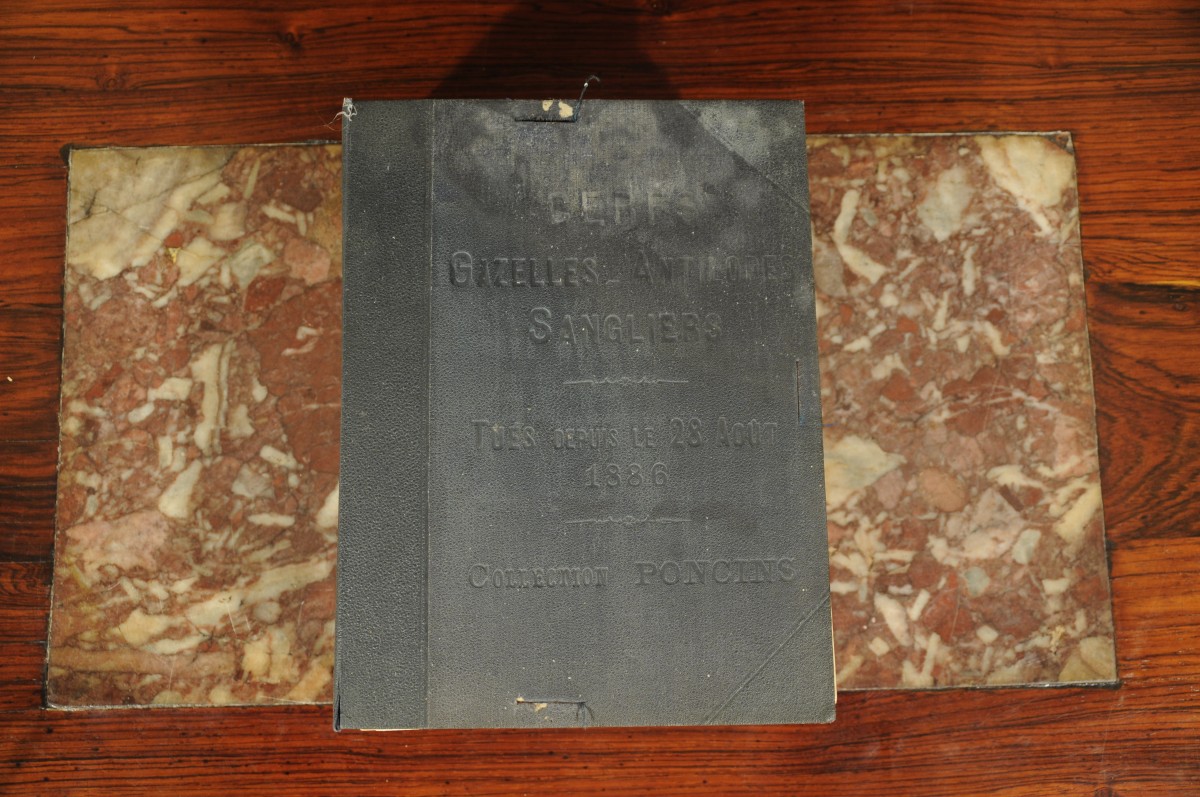 CERFS
GAZELLES - ANTILOPES
SANGLIERS
TUÉS DEPUIS LE 28 AOUT
1886
COLLECTION PONCINS